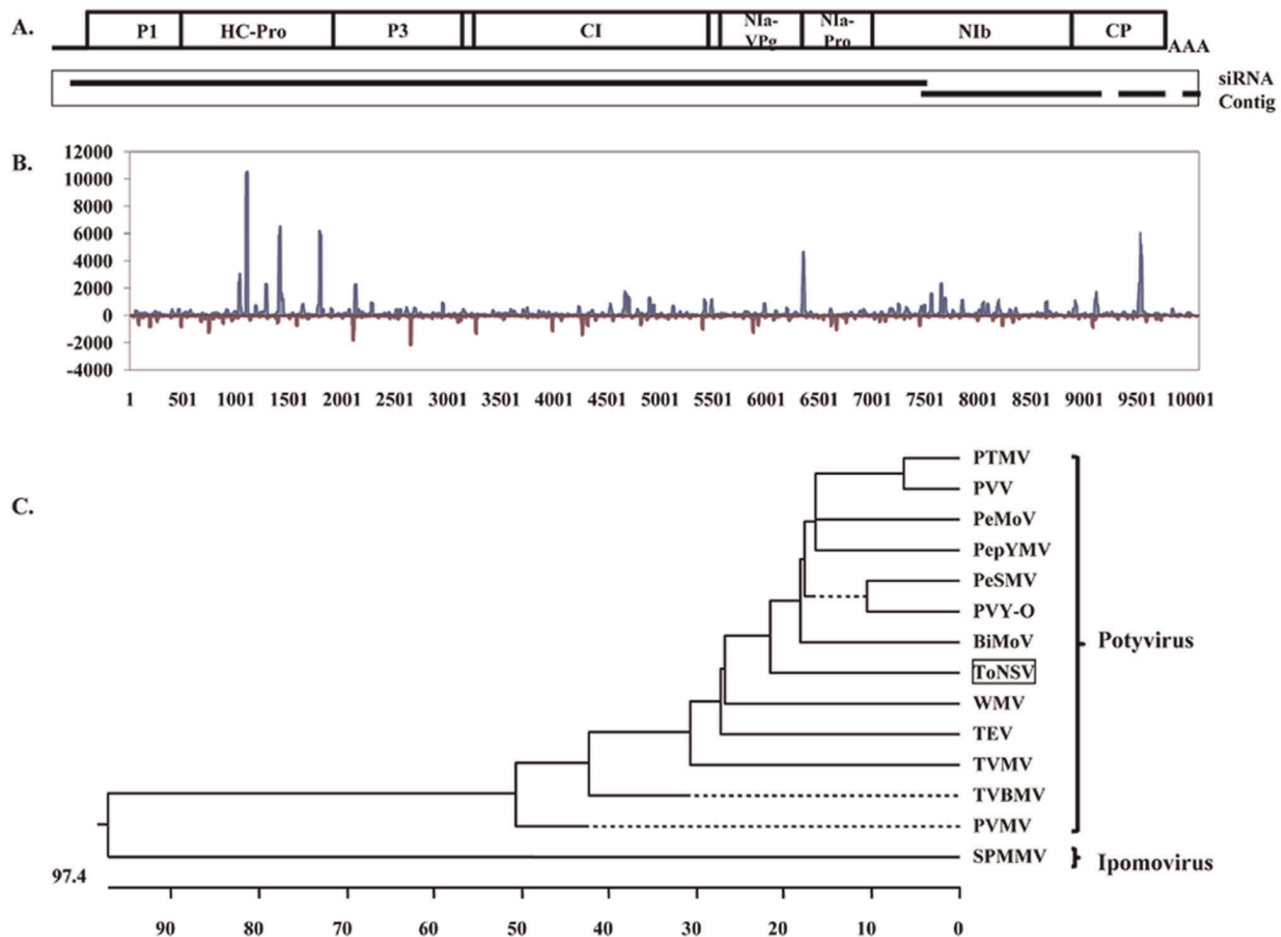 A.
P1 HC-Pro P3 CI NIa-VPg NIa-Pro NIb CP
AAA
siRNA
Contig
B.
12000
10000
8000
6000
4000
2000
0
-2000
-4000
1 501 1001 1501 2001 2501 3001 3501 4001 4501 5001 5501 6001 6501 7001 7501 8001 8501 9001 9501 10001
C.
PTMV
PVV
PeMoV
PepYMV
PeSMV
PVY-O
BiMoV
ToNSV
WMV
TEV
TVMV
TVBMV
PVMV
SPMMV
Potyvirus
Ipomovirus
97.4
90 80 70 60 50 40 30 20 10 0